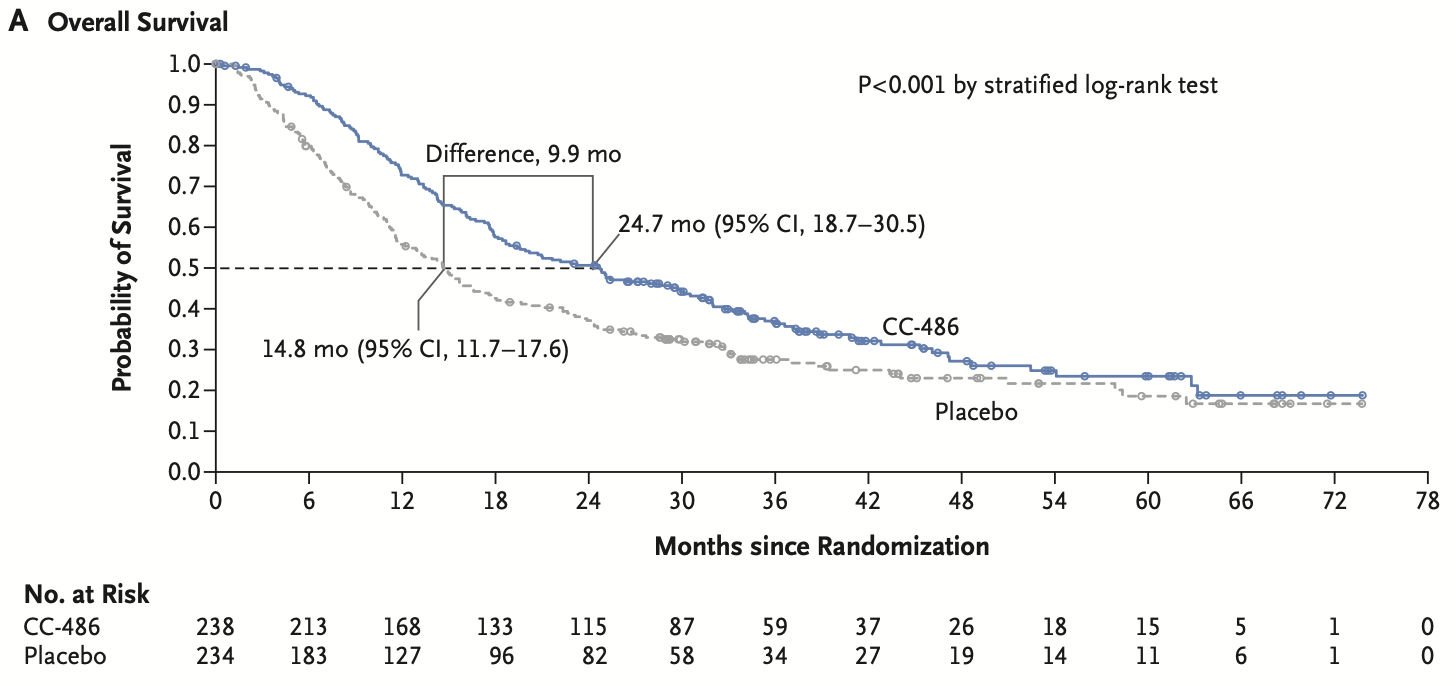 A Overall Survival
P<0.001 by stratified log-rank test
Difference, 9.9 mo
24.7 mo (95% CI, 18.7–30.5)
14.8 mo (95% CI, 11.7–17.6)
CC-486
Placebo
Probability of Survival
1.0
0.9
0.8
0.7
0.6
0.5
0.4
0.3
0.2
0.1
0.0
0 6 12 18 24 30 36 42 48 54 60 66 72 78
Months since Randomization
No. at Risk
CC-486 238 213 168 133 115 87 59 37 26 18 15 5 1 0
Placebo 234 183 127 96 82 58 34 27 19 14 11 6 1 0